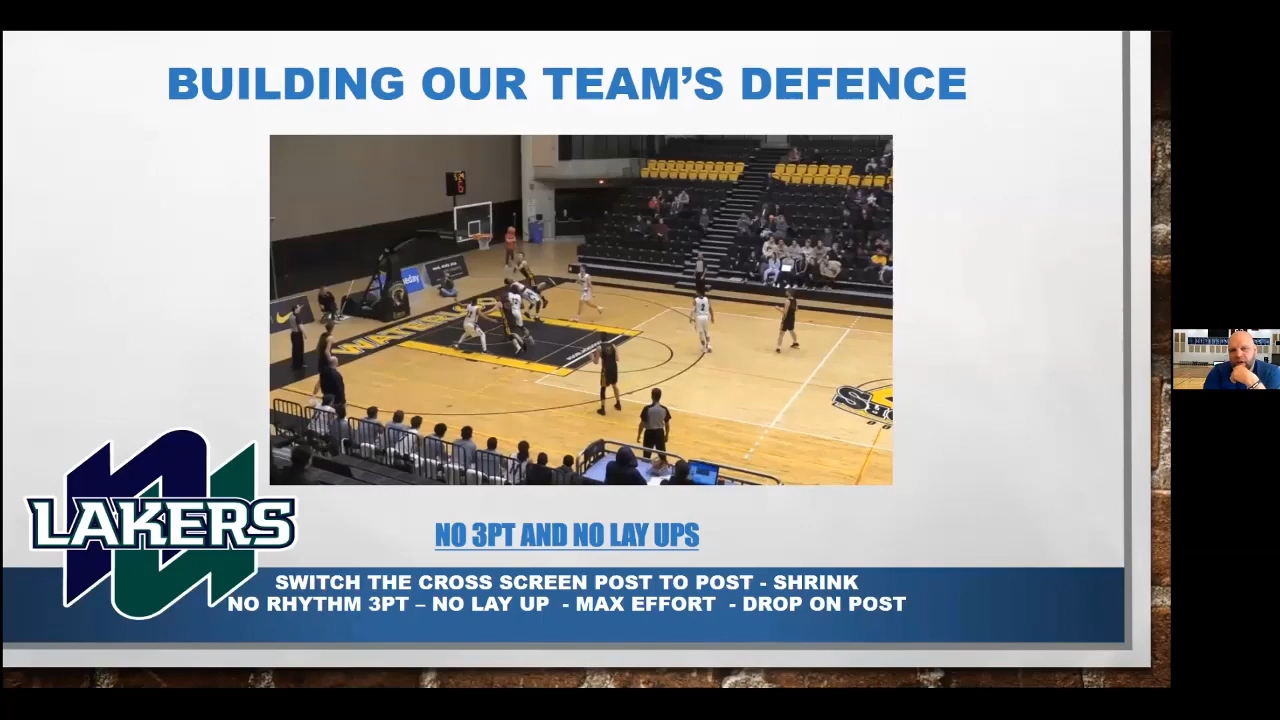 BUILDING OUR TEAM'S DEFENCE
LAKERS
NO 3PT AND NO LAY UPS
SWITCH THE CROSS SCREEN POST TO POST - SHRINK
NO RHYTHM 3PT – NO LAY UP - MAX EFFORT - DROP ON POST